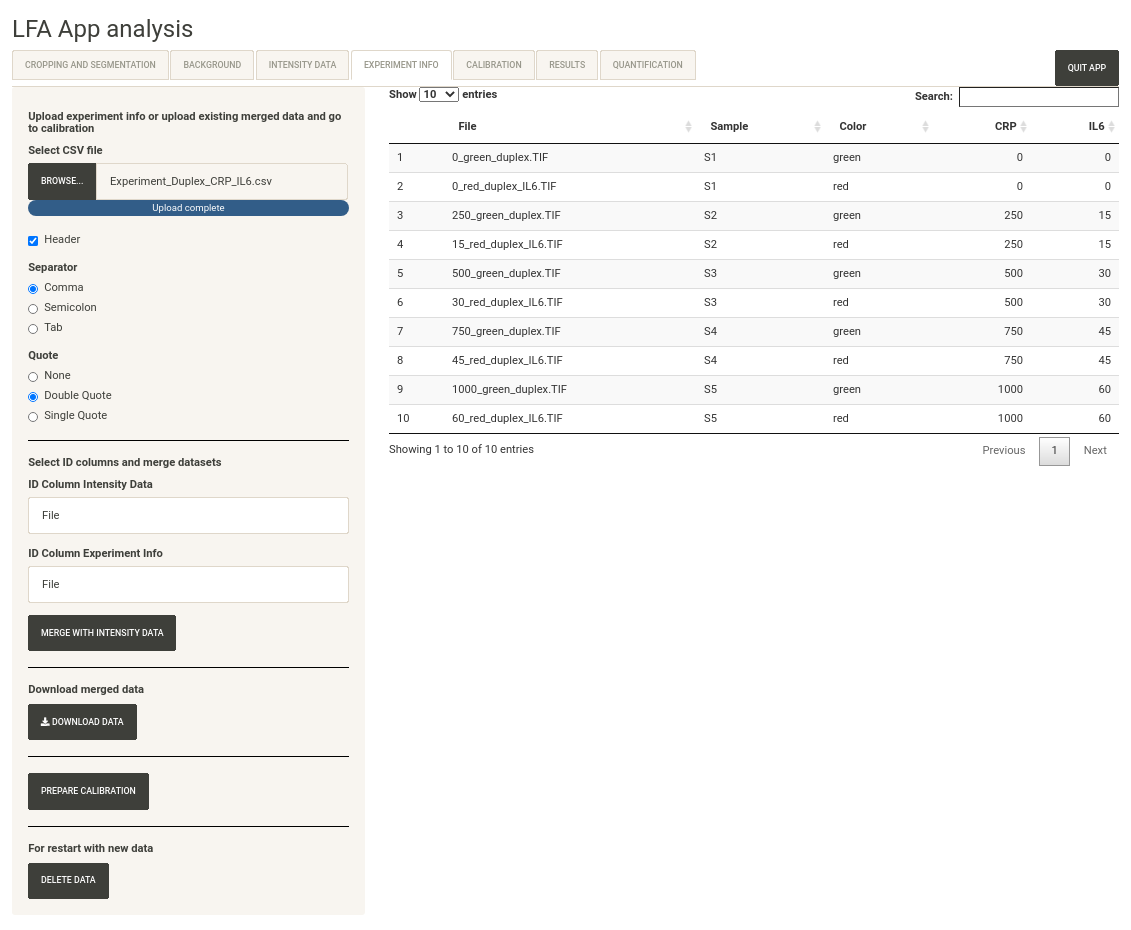 LFA App analysis
CROPPING AND SEGMENTATION BACKGROUND INTENSITY DATA EXPERIMENT INFO CALIBRATION RESULTS QUANTIFICATION QUIT APP
Upload experiment info or upload existing merged data and go
to calibration
Select CSV file
BROWSE... Experiment_Duplex_CRP_IL6.csv
Upload complete
Header
Separator
Comma
Semicolon
Tab
Quote
None
Double Quote
Single Quote
Select ID columns and merge datasets
ID Column Intensity Data
File
ID Column Experiment Info
File
MERGE WITH INTENSITY DATA
Download merged data
DOWNLOAD DATA
PREPARE CALIBRATION
For restart with new data
DELETE DATA
Show 10 entries Search:
File Sample Color CRP IL6
1 0_green_duplex.TIF S1 green 0 0
2 0_red_duplex_IL6.TIF S1 red 0 0
3 250_green_duplex.TIF S2 green 250 15
4 15_red_duplex_IL6.TIF S2 red 250 15
5 500_green_duplex.TIF S3 green 500 30
6 30_red_duplex_IL6.TIF S3 red 500 30
7 750_green_duplex.TIF S4 green 750 45
8 45_red_duplex_IL6.TIF S4 red 750 45
9 1000_green_duplex.TIF S5 green 1000 60
10 60_red_duplex_IL6.TIF S5 red 1000 60
Showing 1 to 10 of 10 entries Previous 1 Next